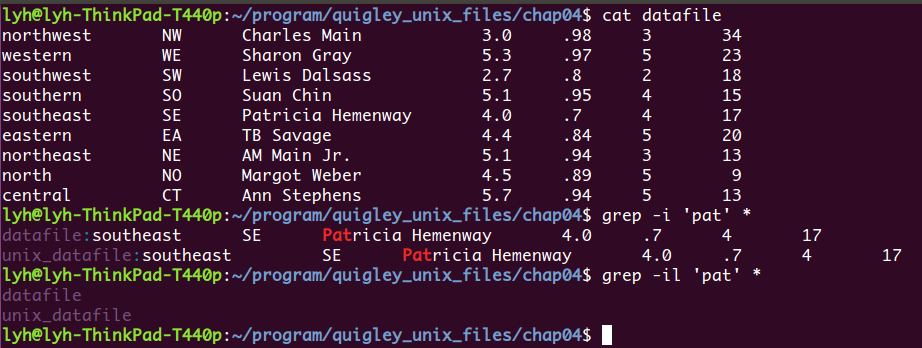 lyh@lyh-ThinkPad-T440p:~/program/quigley_unix_files/chap04$ cat datafile
northwest NW Charles Main 3.0 .98 3 34
western WE Sharon Gray 5.3 .97 5 23
southwest SW Lewis Dalsass 2.7 .8 2 18
southern SO Suan Chin 5.1 .95 4 15
southeast SE Patricia Hemenway 4.0 .7 4 17
eastern EA TB Savage 4.4 .84 5 20
northeast NE AM Main Jr. 5.1 .94 3 13
north NO Margot Weber 4.5 .89 5 9
central CT Ann Stephens 5.7 .94 5 13
lyh@lyh-ThinkPad-T440p:~/program/quigley_unix_files/chap04$ grep -i 'pat' *
datafile:southeast SE Patricia Hemenway 4.0 .7 4 17
unix_datafile:southeast SE Patricia Hemenway 4.0 .7 4 17
lyh@lyh-ThinkPad-T440p:~/program/quigley_unix_files/chap04$ grep -il 'pat' *
datafile
unix_datafile
lyh@lyh-ThinkPad-T440p:~/program/quigley_unix_files/chap04$